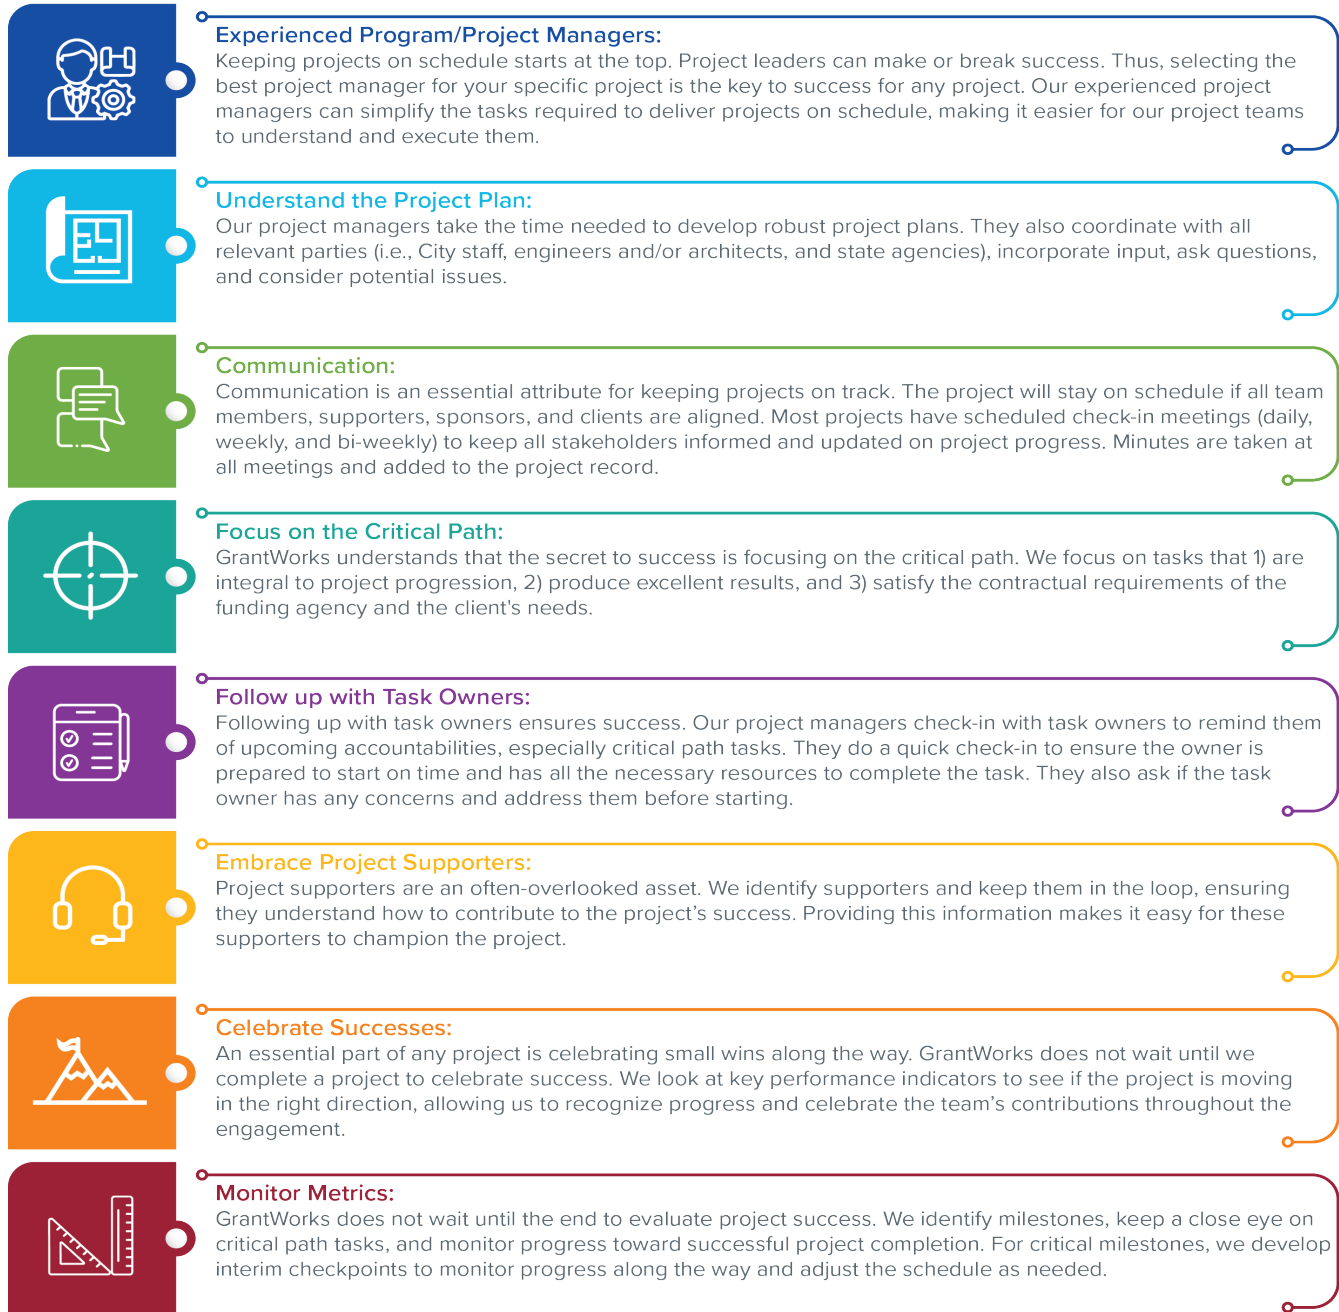 Experienced Program/Project Managers:
Keeping projects on schedule starts at the top. Project leaders can make or break success. Thus, selecting the
best project manager for your specific project is the key to success for any project. Our experienced project
managers can simplify the tasks required to deliver projects on schedule, making it easier for our project teams
to understand and execute them.
Understand the Project Plan:
Our project managers take the time needed to develop robust project plans. They also coordinate with all
relevant parties (i.e., City staff, engineers and/or architects, and state agencies), incorporate input, ask questions,
and consider potential issues.
Communication:
Communication is an essential attribute for keeping projects on track. The project will stay on schedule if all team
members, supporters, sponsors, and clients are aligned. Most projects have scheduled check-in meetings (daily,
weekly, and bi-weekly) to keep all stakeholders informed and updated on project progress. Minutes are taken at
all meetings and added to the project record.
Focus on the Critical Path:
GrantWorks understands that the secret to success is focusing on the critical path. We focus on tasks that 1) are
integral to project progression, 2) produce excellent results, and 3) satisfy the contractual requirements of the
funding agency and the client's needs.
Follow up with Task Owners:
Following up with task owners ensures success. Our project managers check-in with task owners to remind them
of upcoming accountabilities, especially critical path tasks. They do a quick check-in to ensure the owner is
prepared to start on time and has all the necessary resources to complete the task. They also ask if the task
owner has any concerns and address them before starting.
Embrace Project Supporters:
Project supporters are an often-overlooked asset. We identify supporters and keep them in the loop, ensuring
they understand how to contribute to the project’s success. Providing this information makes it easy for these
supporters to champion the project.
Celebrate Successes:
An essential part of any project is celebrating small wins along the way. GrantWorks does not wait until we
complete a project to celebrate success. We look at key performance indicators to see if the project is moving
in the right direction, allowing us to recognize progress and celebrate the team’s contributions throughout the
engagement.
Monitor Metrics:
GrantWorks does not wait until the end to evaluate project success. We identify milestones, keep a close eye on
critical path tasks, and monitor progress toward successful project completion. For critical milestones, we develop
interim checkpoints to monitor progress along the way and adjust the schedule as needed.